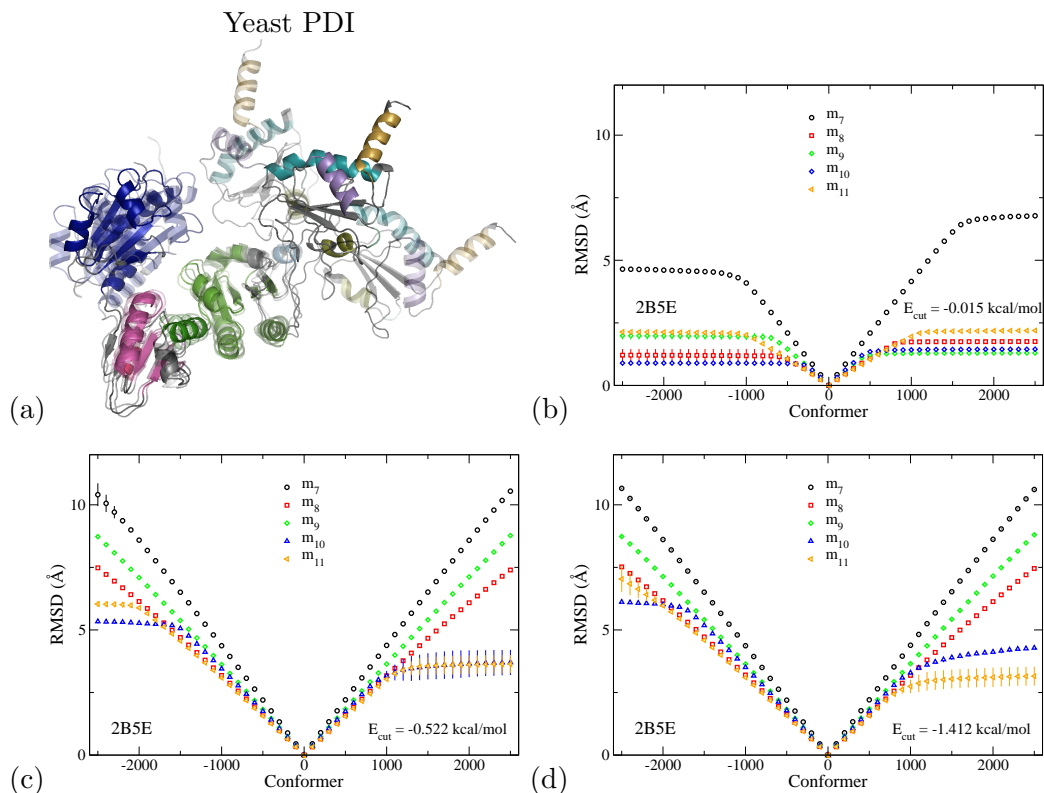 Yeast PDI
(a)
RMSD (Å)
10
5
0
m7
m8
m9
m10
m11
2B5E
Ecut = -0.015 kcal/mol
-2000 -1000 0 1000 2000
Conformer
(b)
RMSD (Å)
10
5
0
m7
m8
m9
m10
m11
2B5E
Ecut = -0.522 kcal/mol
-2000 -1000 0 1000 2000
Conformer
(c)
RMSD (Å)
10
5
0
m7
m8
m9
m10
m11
2B5E
Ecut = -1.412 kcal/mol
-2000 -1000 0 1000 2000
Conformer
(d)